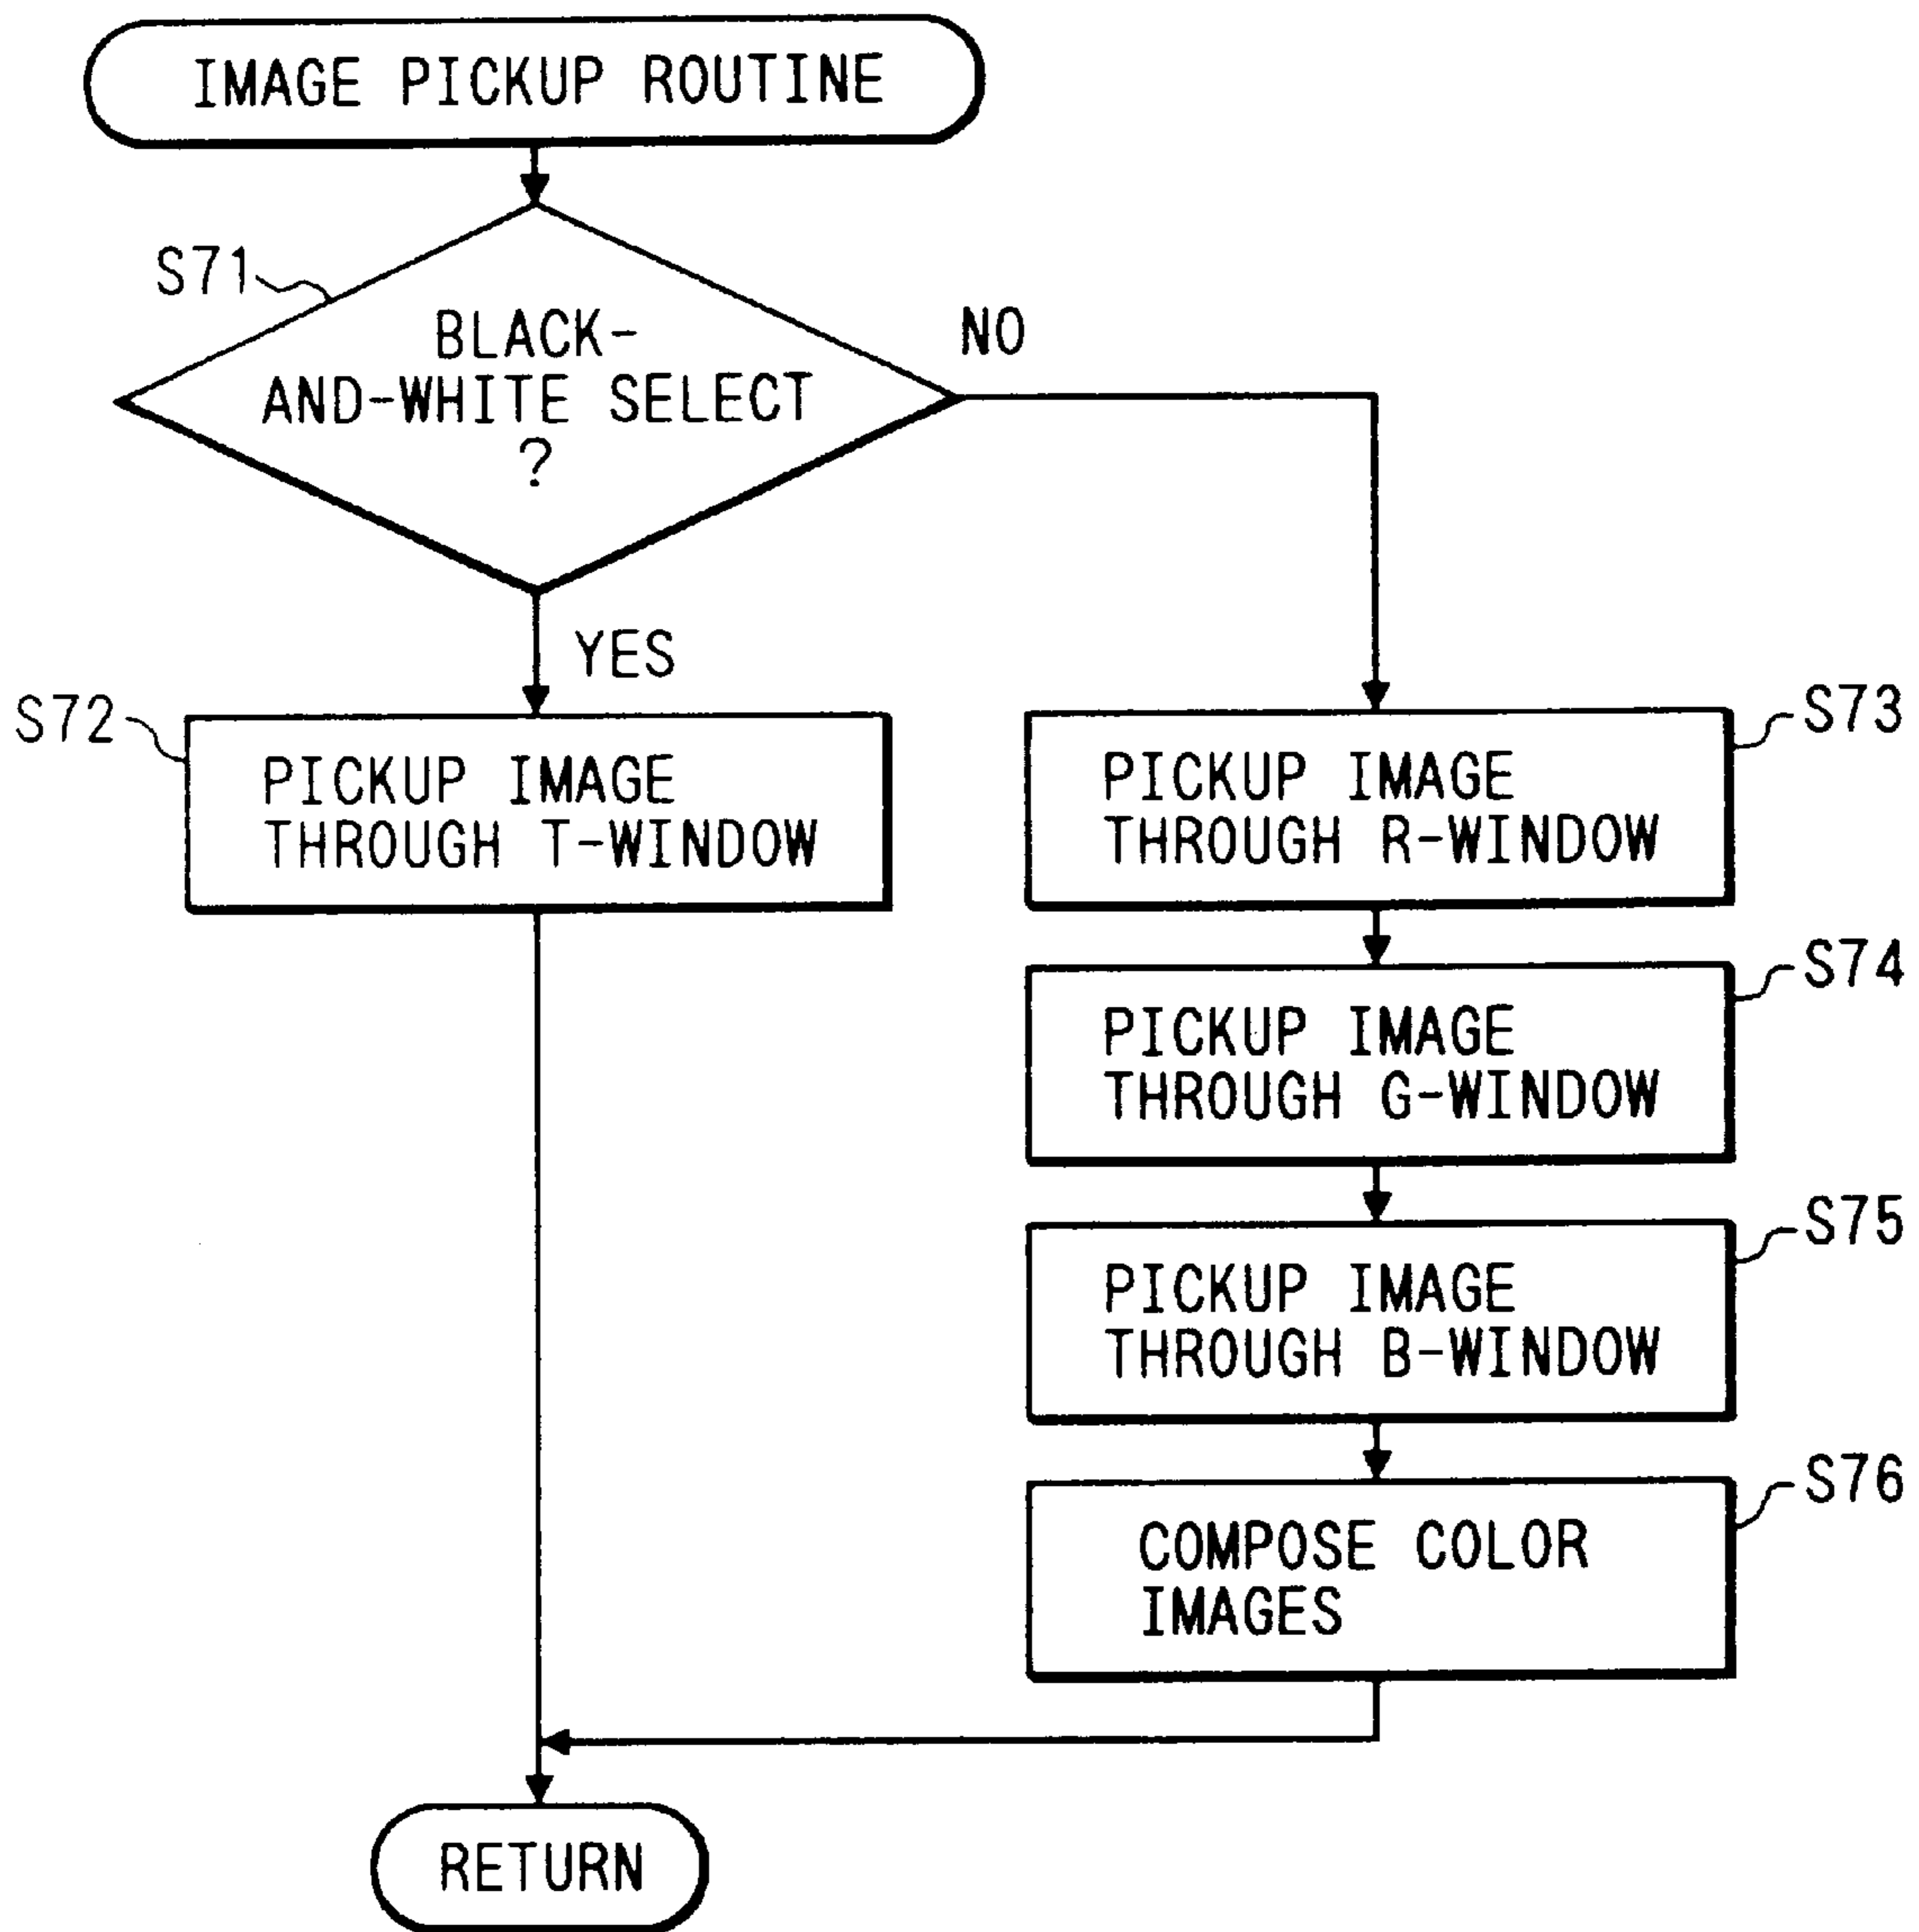 IMAGE PICKUP ROUTINE
S71
BLACK-
AND-WHITE SELECT
?
NO
YES
S72
PICKUP IMAGE
THROUGH T-WINDOW
S73
PICKUP IMAGE
THROUGH R-WINDOW
S74
PICKUP IMAGE
THROUGH G-WINDOW
S75
PICKUP IMAGE
THROUGH B-WINDOW
S76
COMPOSE COLOR
IMAGES
RETURN